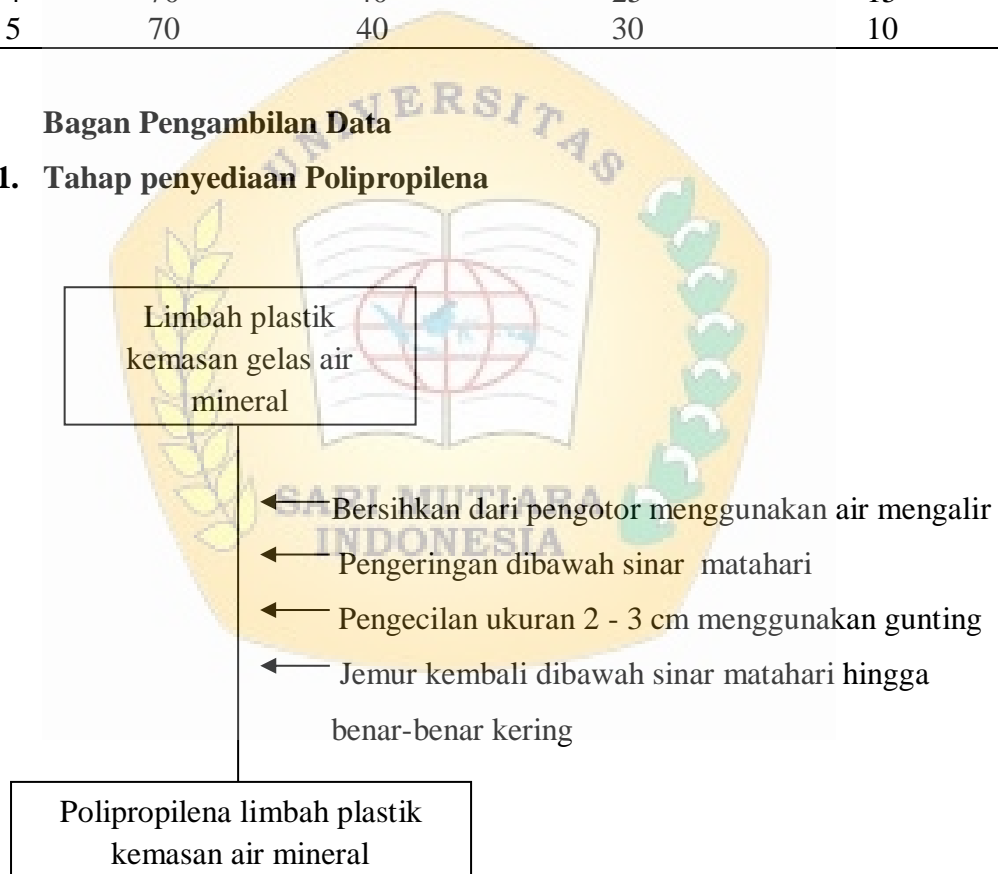 5 70 40 30 10
Bagan Pengambilan Data
1. Tahap penyediaan Polipropilena
UNIVERSITAS
Limbah plastik
kemasan gelas air
mineral
SARI MUTIARA
INDONESIA
Bersihkan dari pengotor menggunakan air mengalir
Pengeringan dibawah sinar matahari
Pengecilan ukuran 2 - 3 cm menggunakan gunting
Jemur kembali dibawah sinar matahari hingga
benar-benar kering
Polipropilena limbah plastik
kemasan air mineral